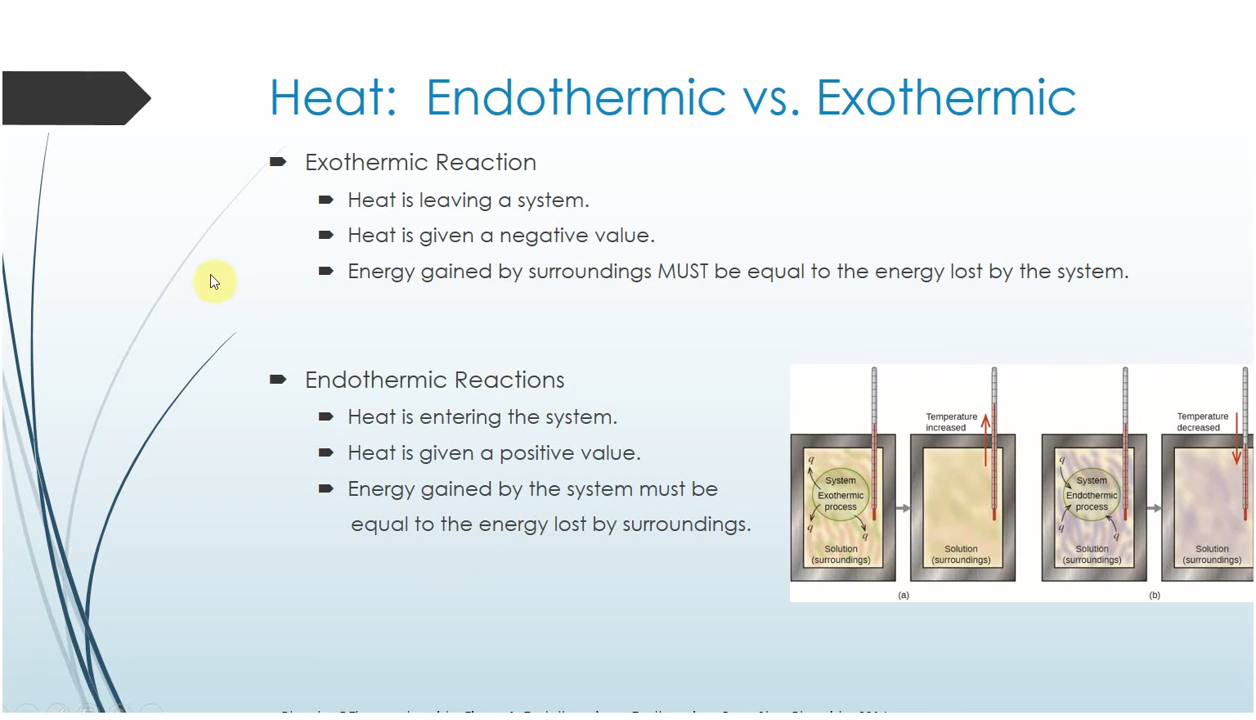 Heat: Endothermic vs. Exothermic
Exothermic Reaction
Heat is leaving a system.
Heat is given a negative value.
Energy gained by surroundings MUST be equal to the energy lost by the system.
Endothermic Reactions
Heat is entering the system.
Heat is given a positive value.
Energy gained by the system must be
equal to the energy lost by surroundings.
Temperature
increased
q
System
Exothermic
process
q
q
Solution
(surroundings)
Solution
(surroundings)
(a)
Temperature
decreased
q
System
Endothermic
process
q
q
Solution
(surroundings)
Solution
(surroundings)
(b)